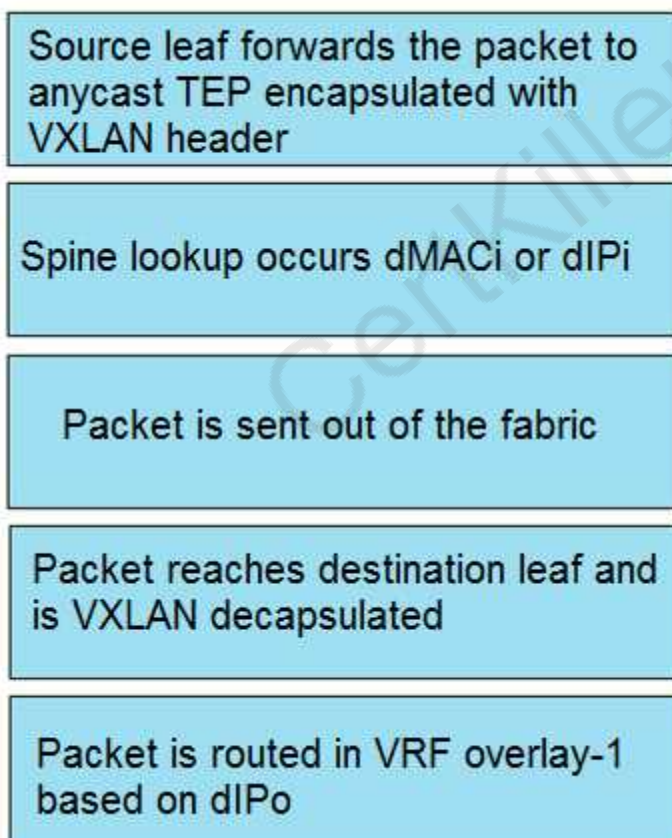 Source leaf forwards the packet to
anycast TEP encapsulated with
VXLAN header
Spine lookup occurs dMACi or dIPi
Packet is sent out of the fabric
Packet reaches destination leaf and
is VXLAN decapsulated
Packet is routed in VRF overlay-1
based on dIPo